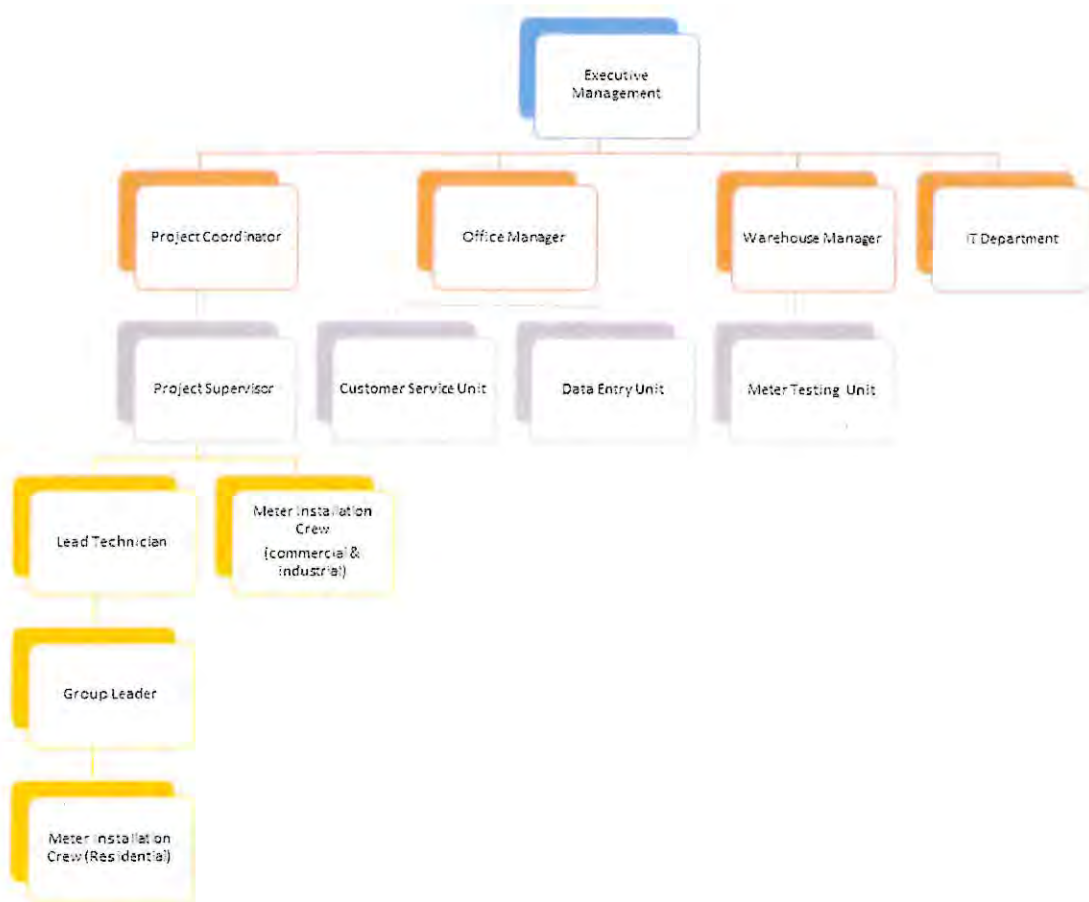 Executive
Management
Project Coordinator
Office Manager
Warehouse Manager
IT Department
Project Supervisor
Customer Service Unit
Data Entry Unit
Meter Testing Unit
Lead Technician
Meter Installation
Crew
(commercial &
industrial)
Group Leader
Meter Installation
Crew (Residential)